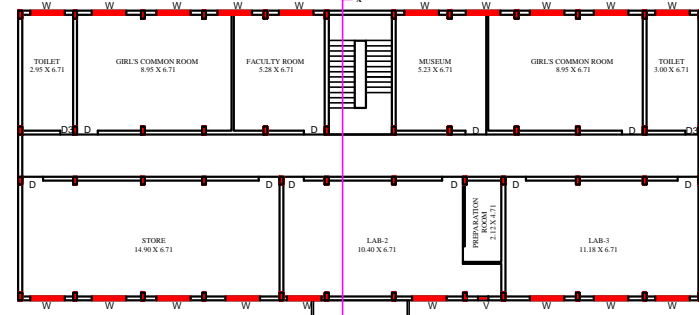 X
W W W W W W W W W
TOILET
2.95 X 6.71
GIRL'S COMMON ROOM
8.95 X 6.71
FACULTY ROOM
5.28 X 6.71
MUSEUM
5.23 X 6.71
GIRL'S COMMON ROOM
8.95 X 6.71
TOILET
3.00 X 6.71
D3 D D D D D3
D D D D D D
STORE
14.90 X 6.71
LAB-2
10.40 X 6.71
PREPARATION
ROOM
2.12 X 4.71
LAB-3
11.18 X 6.71
W W W W W W V W W W